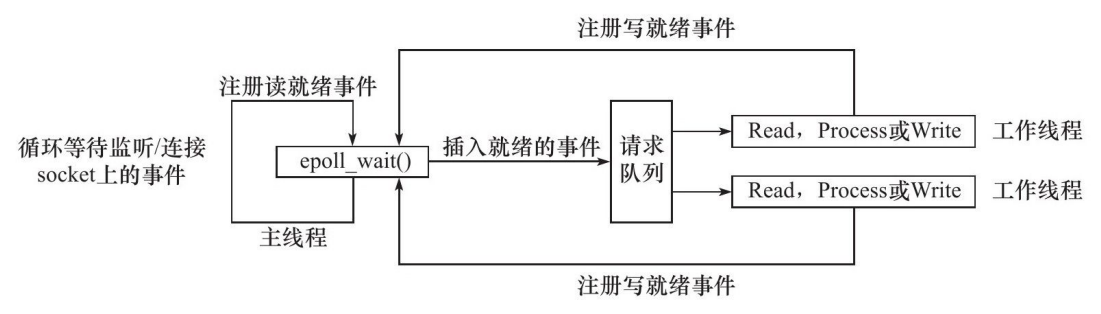 注册写就绪事件
注册读就绪事件
循环等待监听/连接
socket上的事件
epoll_wait()
主线程
插入就绪的事件
请求
队列
Read，Process或Write
工作线程
Read，Process或Write
工作线程
注册写就绪事件